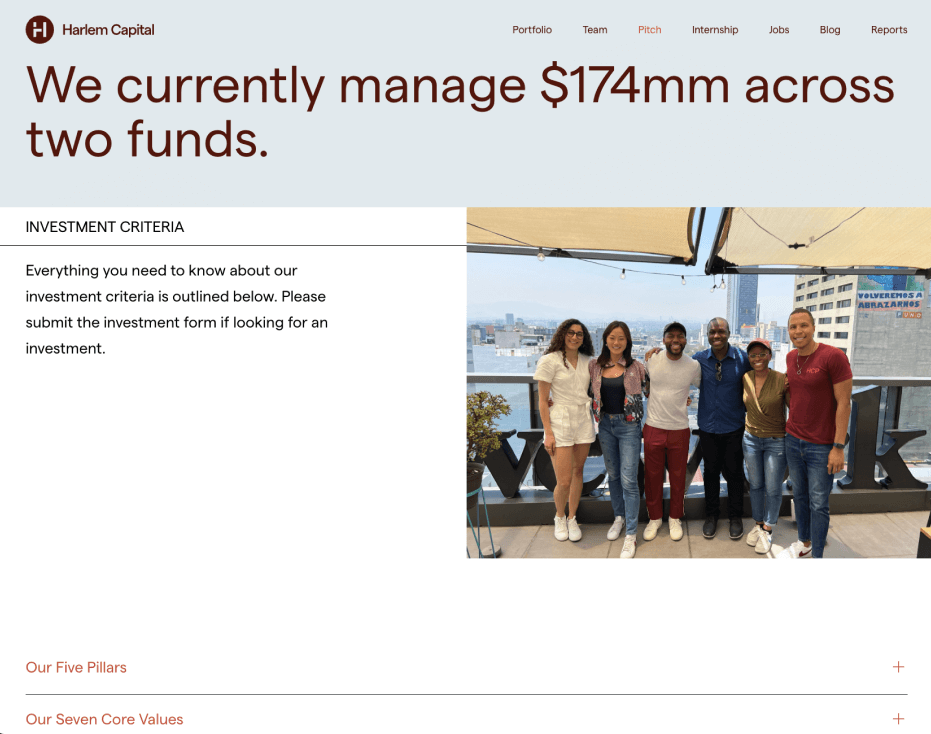 Harlem Capital
Portfolio Team Pitch Internship Jobs Blog Reports
We currently manage $174mm across
two funds.
INVESTMENT CRITERIA
Everything you need to know about our
investment criteria is outlined below. Please
submit the investment form if looking for an
investment.
VOLVEREMOS A
ABRAZARNOS
Our Five Pillars
Our Seven Core Values